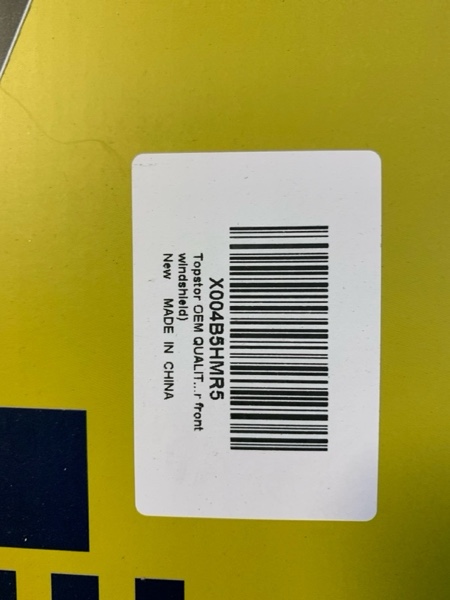 X004B5HMR5
Topstor OEM QUALIT...r front
windshield)
New MADE IN CHINA